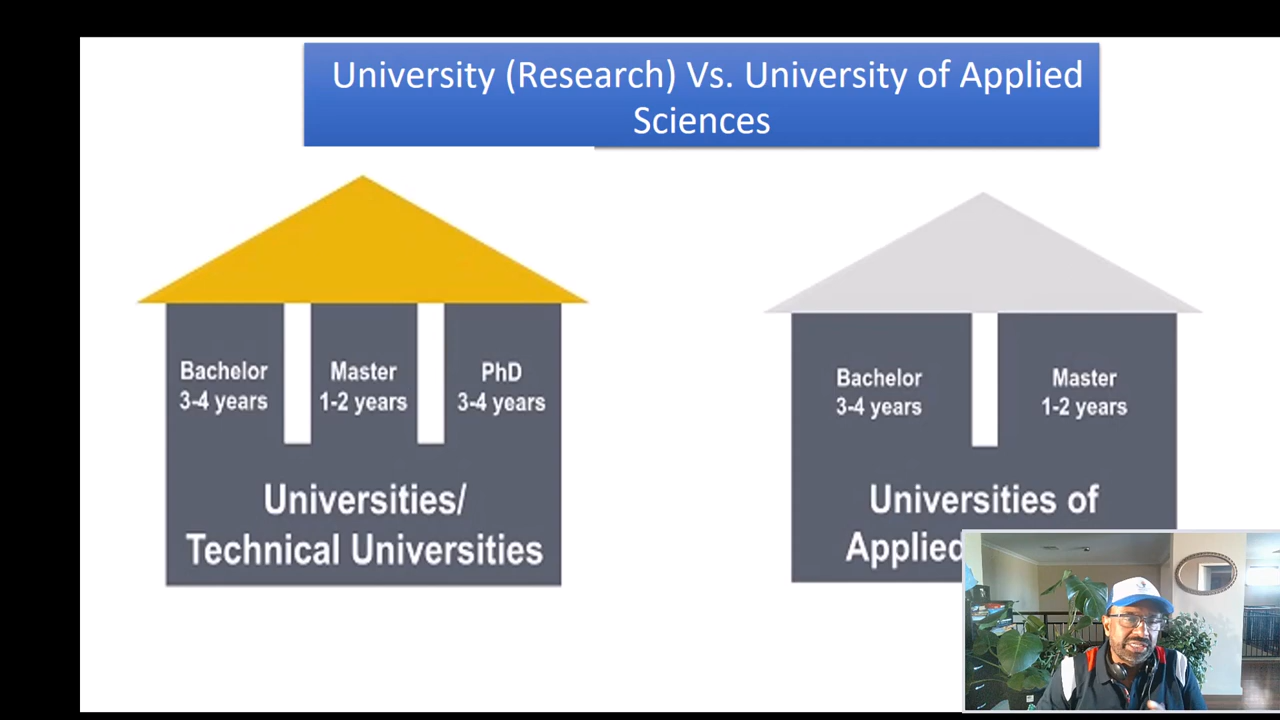 University (Research) Vs. University of Applied
Sciences
Bachelor
3-4 years
Master
1-2 years
PhD
3-4 years
Universities/
Technical Universities
Bachelor
3-4 years
Master
1-2 years
Universities of
Applied